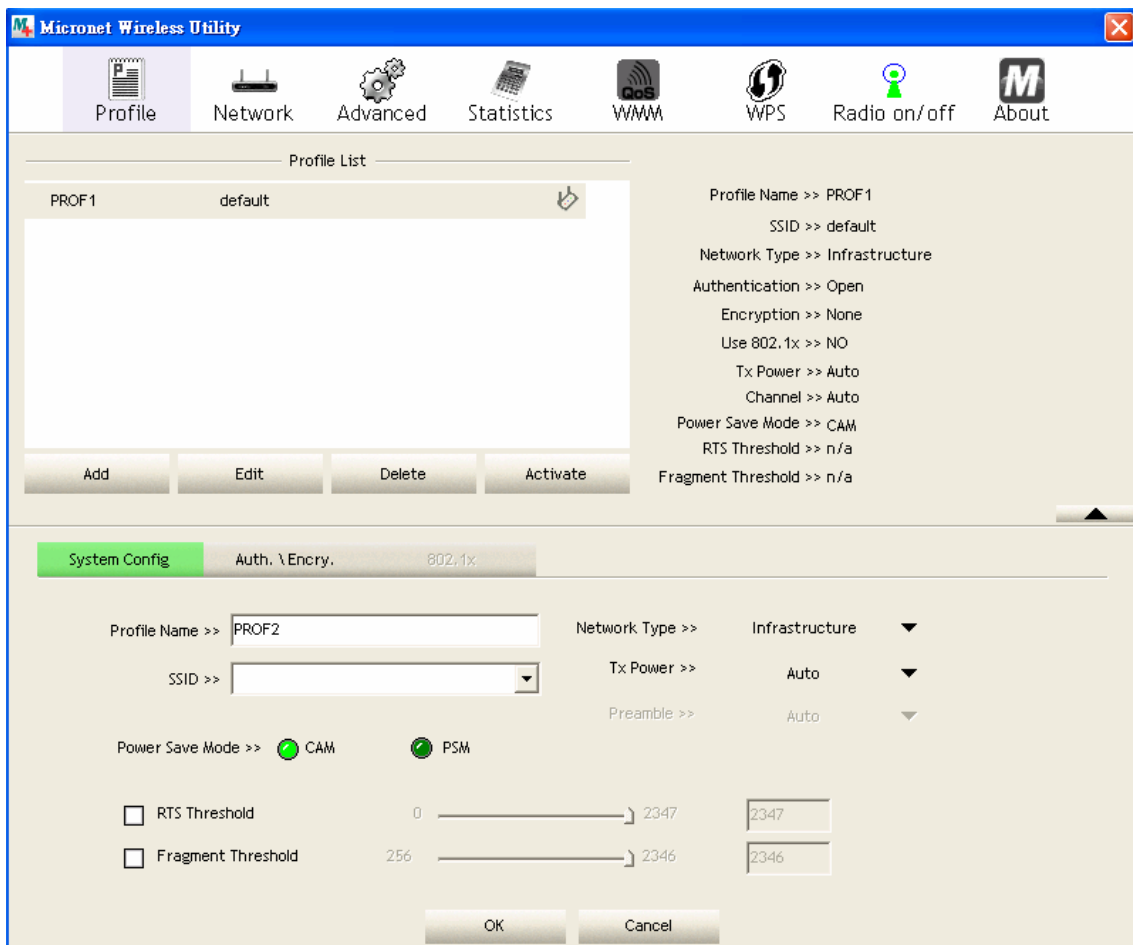 Micronet Wireless Utility
Profile Network Advanced Statistics WMM WPS Radio on/off About
QoS
Profile List
PROF1 default
Add Edit Delete Activate
Profile Name >> PROF1
SSID >> default
Network Type >> Infrastructure
Authentication >> Open
Encryption >> None
Use 802.1x >> NO
Tx Power >> Auto
Channel >> Auto
Power Save Mode >> CAM
RTS Threshold >> n/a
Fragment Threshold >> n/a
System Config Auth. \ Encry. 802.1x
Profile Name >> PROF2 Network Type >> Infrastructure
SSID >> Tx Power >> Auto
Preamble >> Auto
Power Save Mode >> CAM PSM
RTS Threshold 0 2347 2347
Fragment Threshold 256 2346 2346
OK Cancel